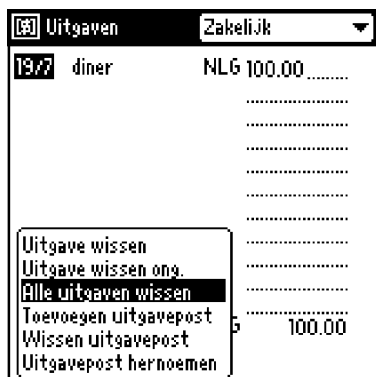 Uitgaven Zakelijk
19/7 diner NLG 100.00
Uitgave wissen
Uitgave wissen ong.
Alle uitgaven wissen
Toevoegen uitgavepost
100.00
Wissen uitgavepost
Uitgavepost hernoemen